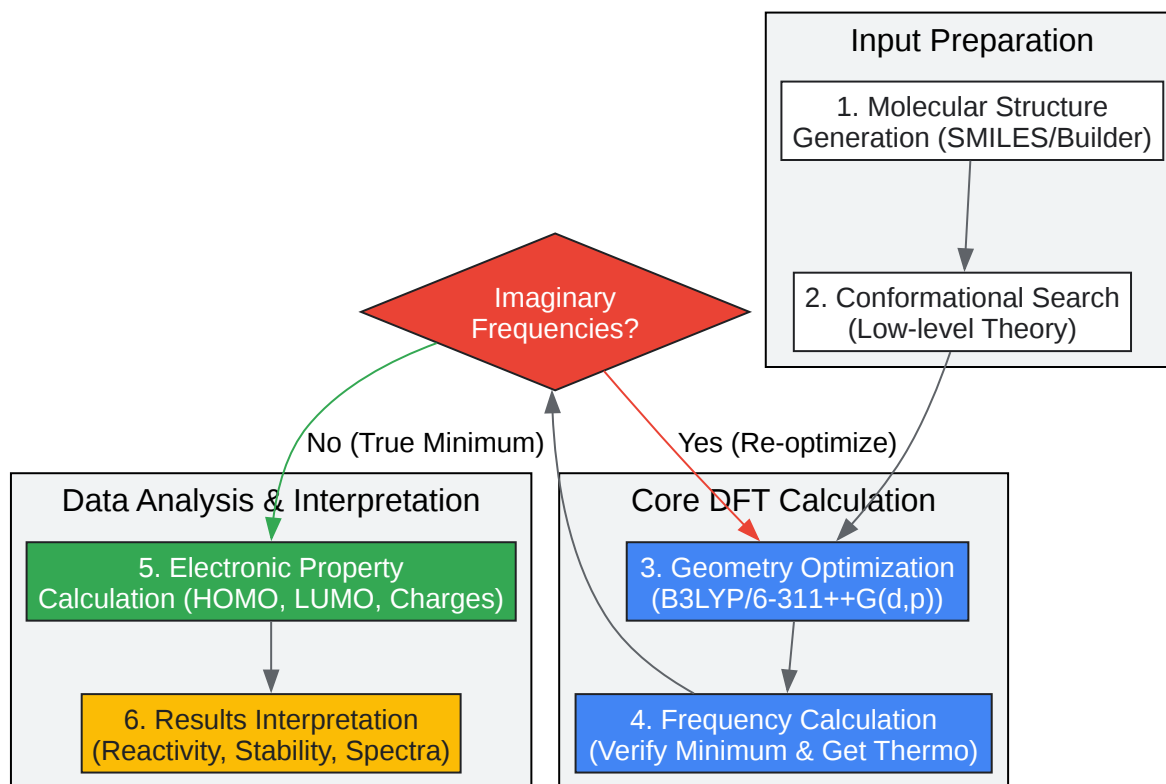 Input Preparation
1. Molecular Structure
Generation (SMILES/Builder)
2. Conformational Search
(Low-level Theory)
Imaginary
Frequencies?
No (True Minimum)
Yes (Re-optimize)
Data Analysis & Interpretation
5. Electronic Property
Calculation (HOMO, LUMO, Charges)
6. Results Interpretation
(Reactivity, Stability, Spectra)
Core DFT Calculation
3. Geometry Optimization
(B3LYP/6-311++G(d,p))
4. Frequency Calculation
(Verify Minimum & Get Thermo)